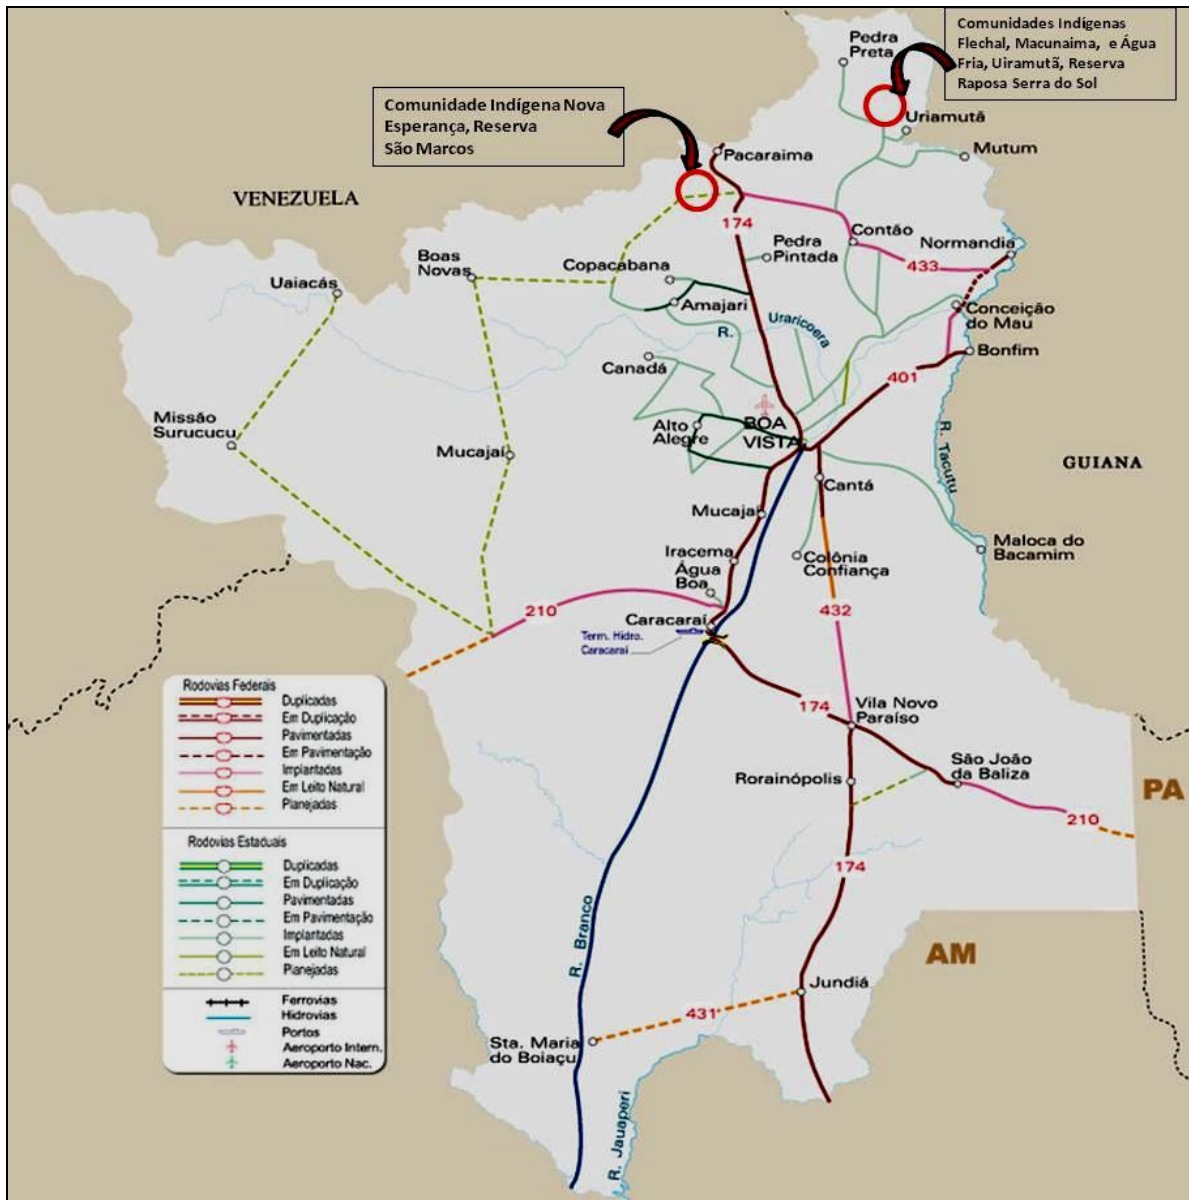 Comunidades Indígenas
Flechal, Macunaima, e Água
Fria, Uiramutã, Reserva
Raposa Serra do Sol
Pedra
Preta
Comunidade Indígena Nova
Esperança, Reserva
São Marcos
Uriamutã
Mutum
Pacaraima
VENEZUELA
174
Contão
Normandia
Pedra
Pintada
433
Boas
Novas
Copacabana
Uaiacás
Amajari
Conceição
do Mau
R. Uraricoera
Bonfim
Canadá
401
Missão
Surucucu
Alto
Alegre
BOA
VISTA
Mucajaí
R. Tacutu
GUIANA
Cantá
Mucajaí
Maloca do
Bacamim
Iracema
Água
Boa
Colônia
Confiança
210
432
Caracaraí
Term. Hidro.
Caracaraí
174
Vila Novo
Paraíso
São João
da Baliza
Rorainópolis
PA
210
174
R. Branco
AM
Jundiá
431
Sta. Maria
do Boiaçu
R. Jauaperi
Rodovias Federais
Duplicadas
Em Duplicação
Pavimentadas
Em Pavimentação
Implantadas
Em Leito Natural
Planejadas
Rodovias Estaduais
Duplicadas
Em Duplicação
Pavimentadas
Em Pavimentação
Implantadas
Em Leito Natural
Planejadas
Ferrovias
Hidrovias
Portos
Aeroporto Intern.
Aeroporto Nac.